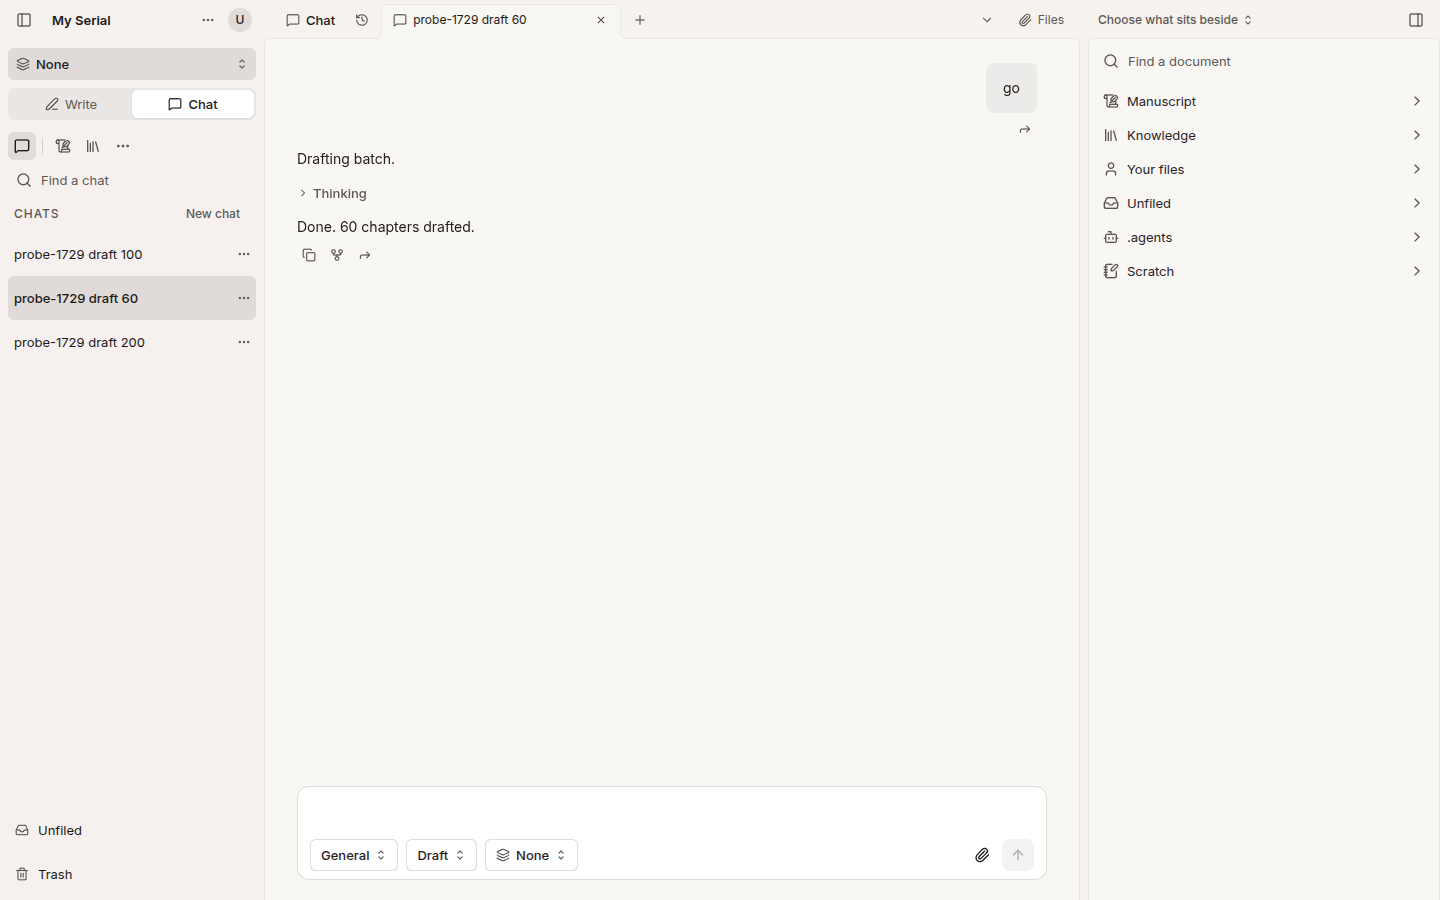 My Serial
U
None
Write
Chat
Find a chat
CHATS
New chat
probe-1729 draft 100
probe-1729 draft 60
probe-1729 draft 200
Unfiled
Trash
Chat
probe-1729 draft 60
Files
go
Drafting batch.
Thinking
Done. 60 chapters drafted.
General
Draft
None
Choose what sits beside
Find a document
Manuscript
Knowledge
Your files
Unfiled
.agents
Scratch